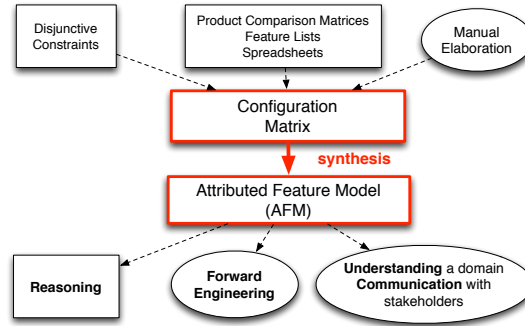 Disjunctive
Constraints
Product Comparison Matrices
Feature Lists
Spreadsheets
Manual
Elaboration
Configuration
Matrix
synthesis
Attributed Feature Model
(AFM)
Reasoning
Forward
Engineering
Understanding a domain
Communication with
stakeholders